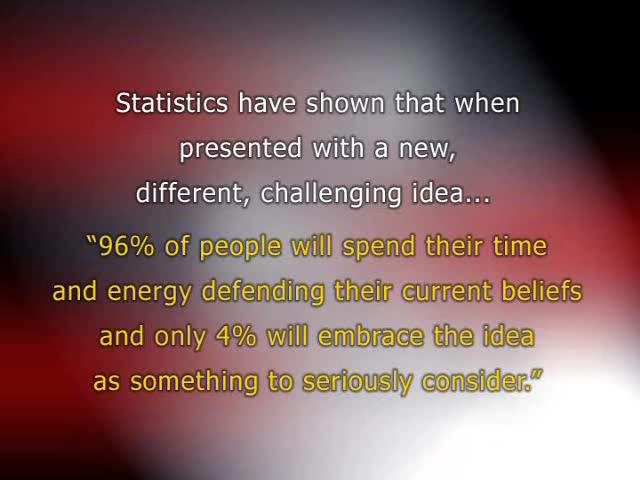 Statistics have shown that when
presented with a new,
different, challenging idea...
“96% of people will spend their time
and energy defending their current beliefs
and only 4% will embrace the idea
as something to seriously consider.”